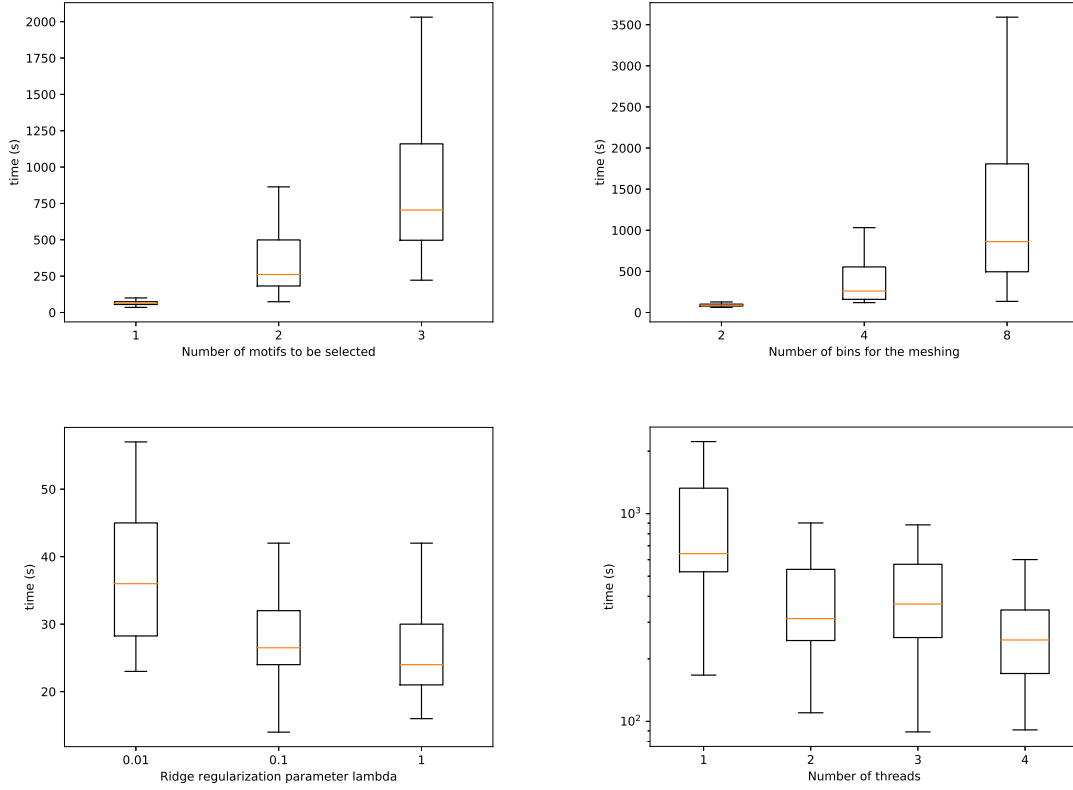 2000
1750
1500
1250
1000
750
500
250
0
time (s)
1 2 3
Number of motifs to be selected
3500
3000
2500
2000
1500
1000
500
0
time (s)
2 4 8
Number of bins for the meshing
50
40
30
20
time (s)
0.01 0.1 1
Ridge regularization parameter lambda
10³
10²
time (s)
1 2 3 4
Number of threads